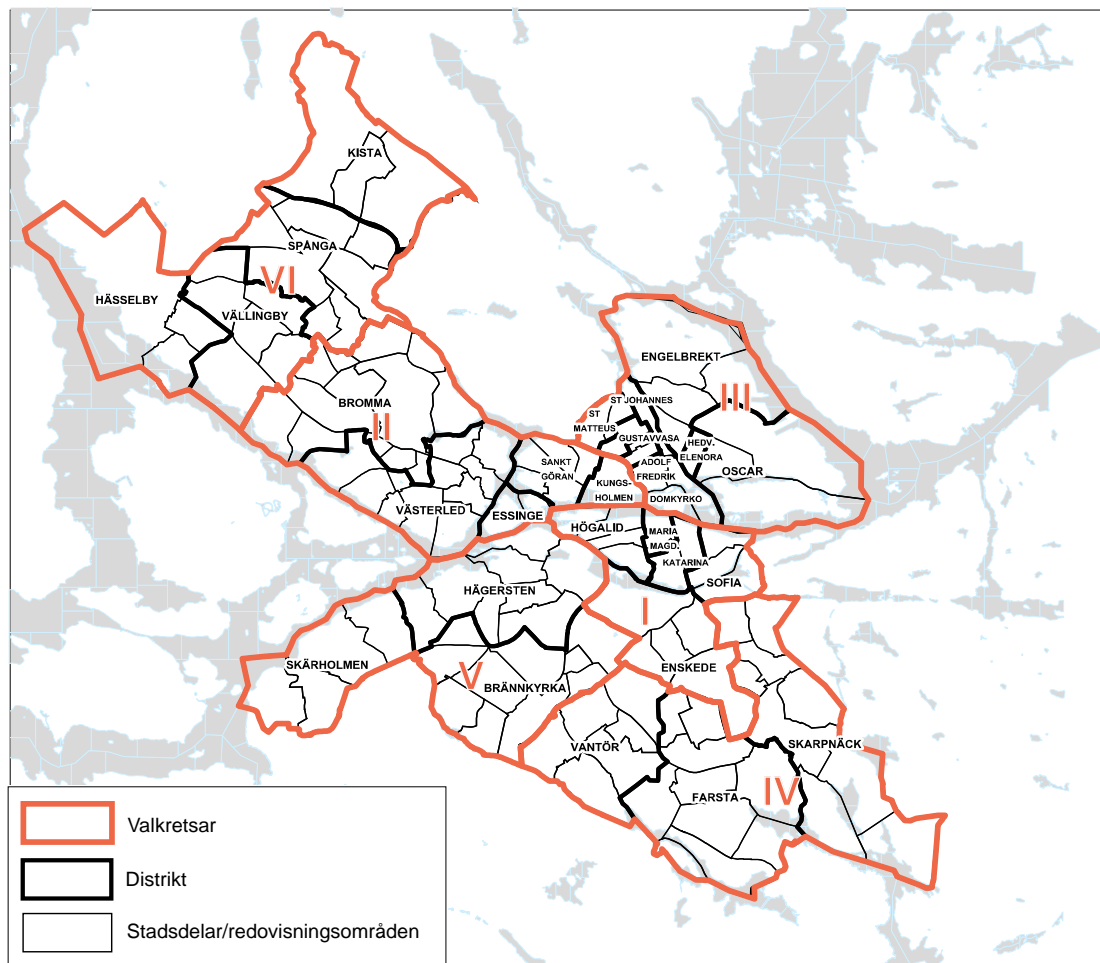 KISTA
SPÅNGA
VI
HÄSSELBY
VÄLLINGBY
ENGELBREKT
III
BROMMA
II
ST JOHANNES
ST
MATTEUS
GUSTAVVASA
HEDV.
ELENORA
SANKT
GÖRAN
ADOLF
FREDRIK
OSCAR
KUNGS-
HOLMEN
DOMKYRKO
VÄSTERLED
ESSINGE
HÖGALID
MARIA
MAGD.
KATARINA
SOFIA
HÄGERSTEN
I
SKÄRHOLMEN
V
ENSKEDE
BRÄNNKYRKA
VANTÖR
SKARPNÄCK
FARSTA
IV
Valkretsar
Distrikt
Stadsdelar/redovisningsområden